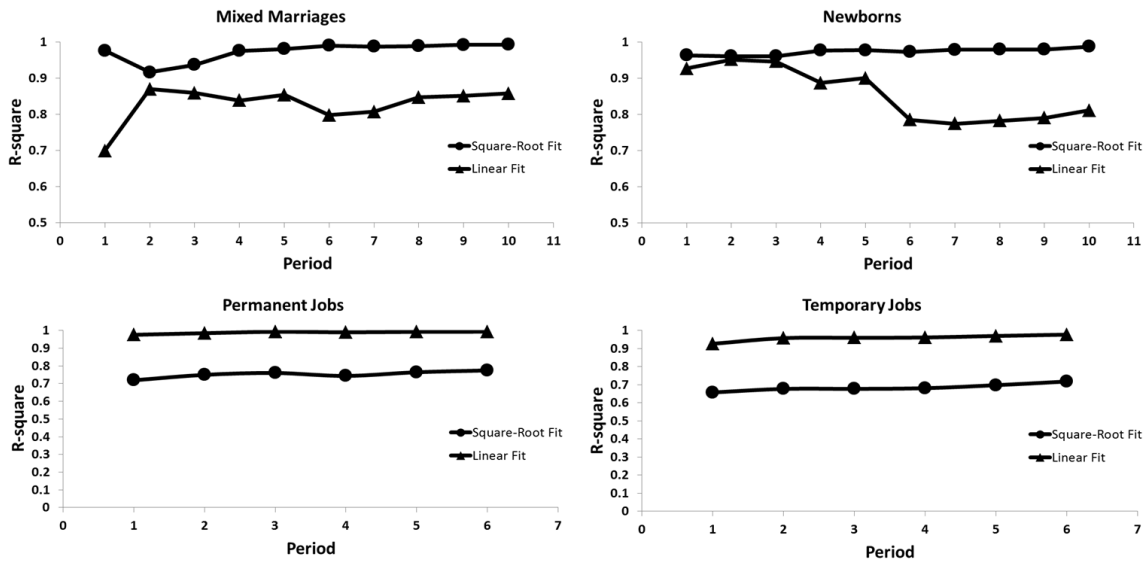 Mixed Marriages
1
0.9
0.8
0.7
0.6
0.5
R-square
Square-Root Fit
Linear Fit
0 1 2 3 4 5 6 7 8 9 10 11
Period
Newborns
1
0.9
0.8
0.7
0.6
0.5
R-square
Square-Root Fit
Linear Fit
0 1 2 3 4 5 6 7 8 9 10 11
Period
Permanent Jobs
1
0.9
0.8
0.7
0.6
0.5
0.4
0.3
0.2
0.1
0
R-square
Square-Root Fit
Linear Fit
0 1 2 3 4 5 6 7
Period
Temporary Jobs
1
0.9
0.8
0.7
0.6
0.5
0.4
0.3
0.2
0.1
0
R-square
Square-Root Fit
Linear Fit
0 1 2 3 4 5 6 7
Period